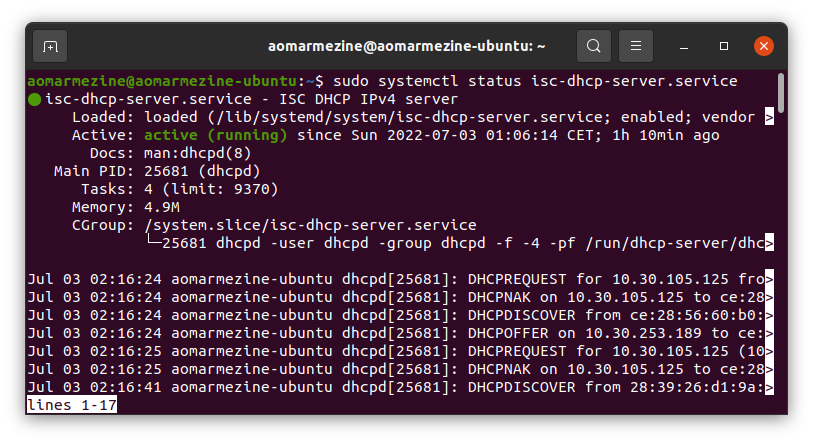 aomarmezine@aomarmezine-ubuntu: ~
aomarmezine@aomarmezine-ubuntu:~$ sudo systemctl status isc-dhcp-server.service
● isc-dhcp-server.service - ISC DHCP IPv4 server
Loaded: loaded (/lib/systemd/system/isc-dhcp-server.service; enabled; vendor >
Active: active (running) since Sun 2022-07-03 01:06:14 CET; 1h 10min ago
Docs: man:dhcpd(8)
Main PID: 25681 (dhcpd)
Tasks: 4 (limit: 9370)
Memory: 4.9M
CGroup: /system.slice/isc-dhcp-server.service
└─25681 dhcpd -user dhcpd -group dhcpd -f -4 -pf /run/dhcp-server/dhc>
Jul 03 02:16:24 aomarmezine-ubuntu dhcpd[25681]: DHCPREQUEST for 10.30.105.125 fro>
Jul 03 02:16:24 aomarmezine-ubuntu dhcpd[25681]: DHCPNAK on 10.30.105.125 to ce:28>
Jul 03 02:16:24 aomarmezine-ubuntu dhcpd[25681]: DHCPDISCOVER from ce:28:56:60:b0:>
Jul 03 02:16:24 aomarmezine-ubuntu dhcpd[25681]: DHCPOFFER on 10.30.253.189 to ce:>
Jul 03 02:16:25 aomarmezine-ubuntu dhcpd[25681]: DHCPREQUEST for 10.30.105.125 (10>
Jul 03 02:16:25 aomarmezine-ubuntu dhcpd[25681]: DHCPNAK on 10.30.105.125 to ce:28>
Jul 03 02:16:41 aomarmezine-ubuntu dhcpd[25681]: DHCPDISCOVER from 28:39:26:d1:9a:>
lines 1-17